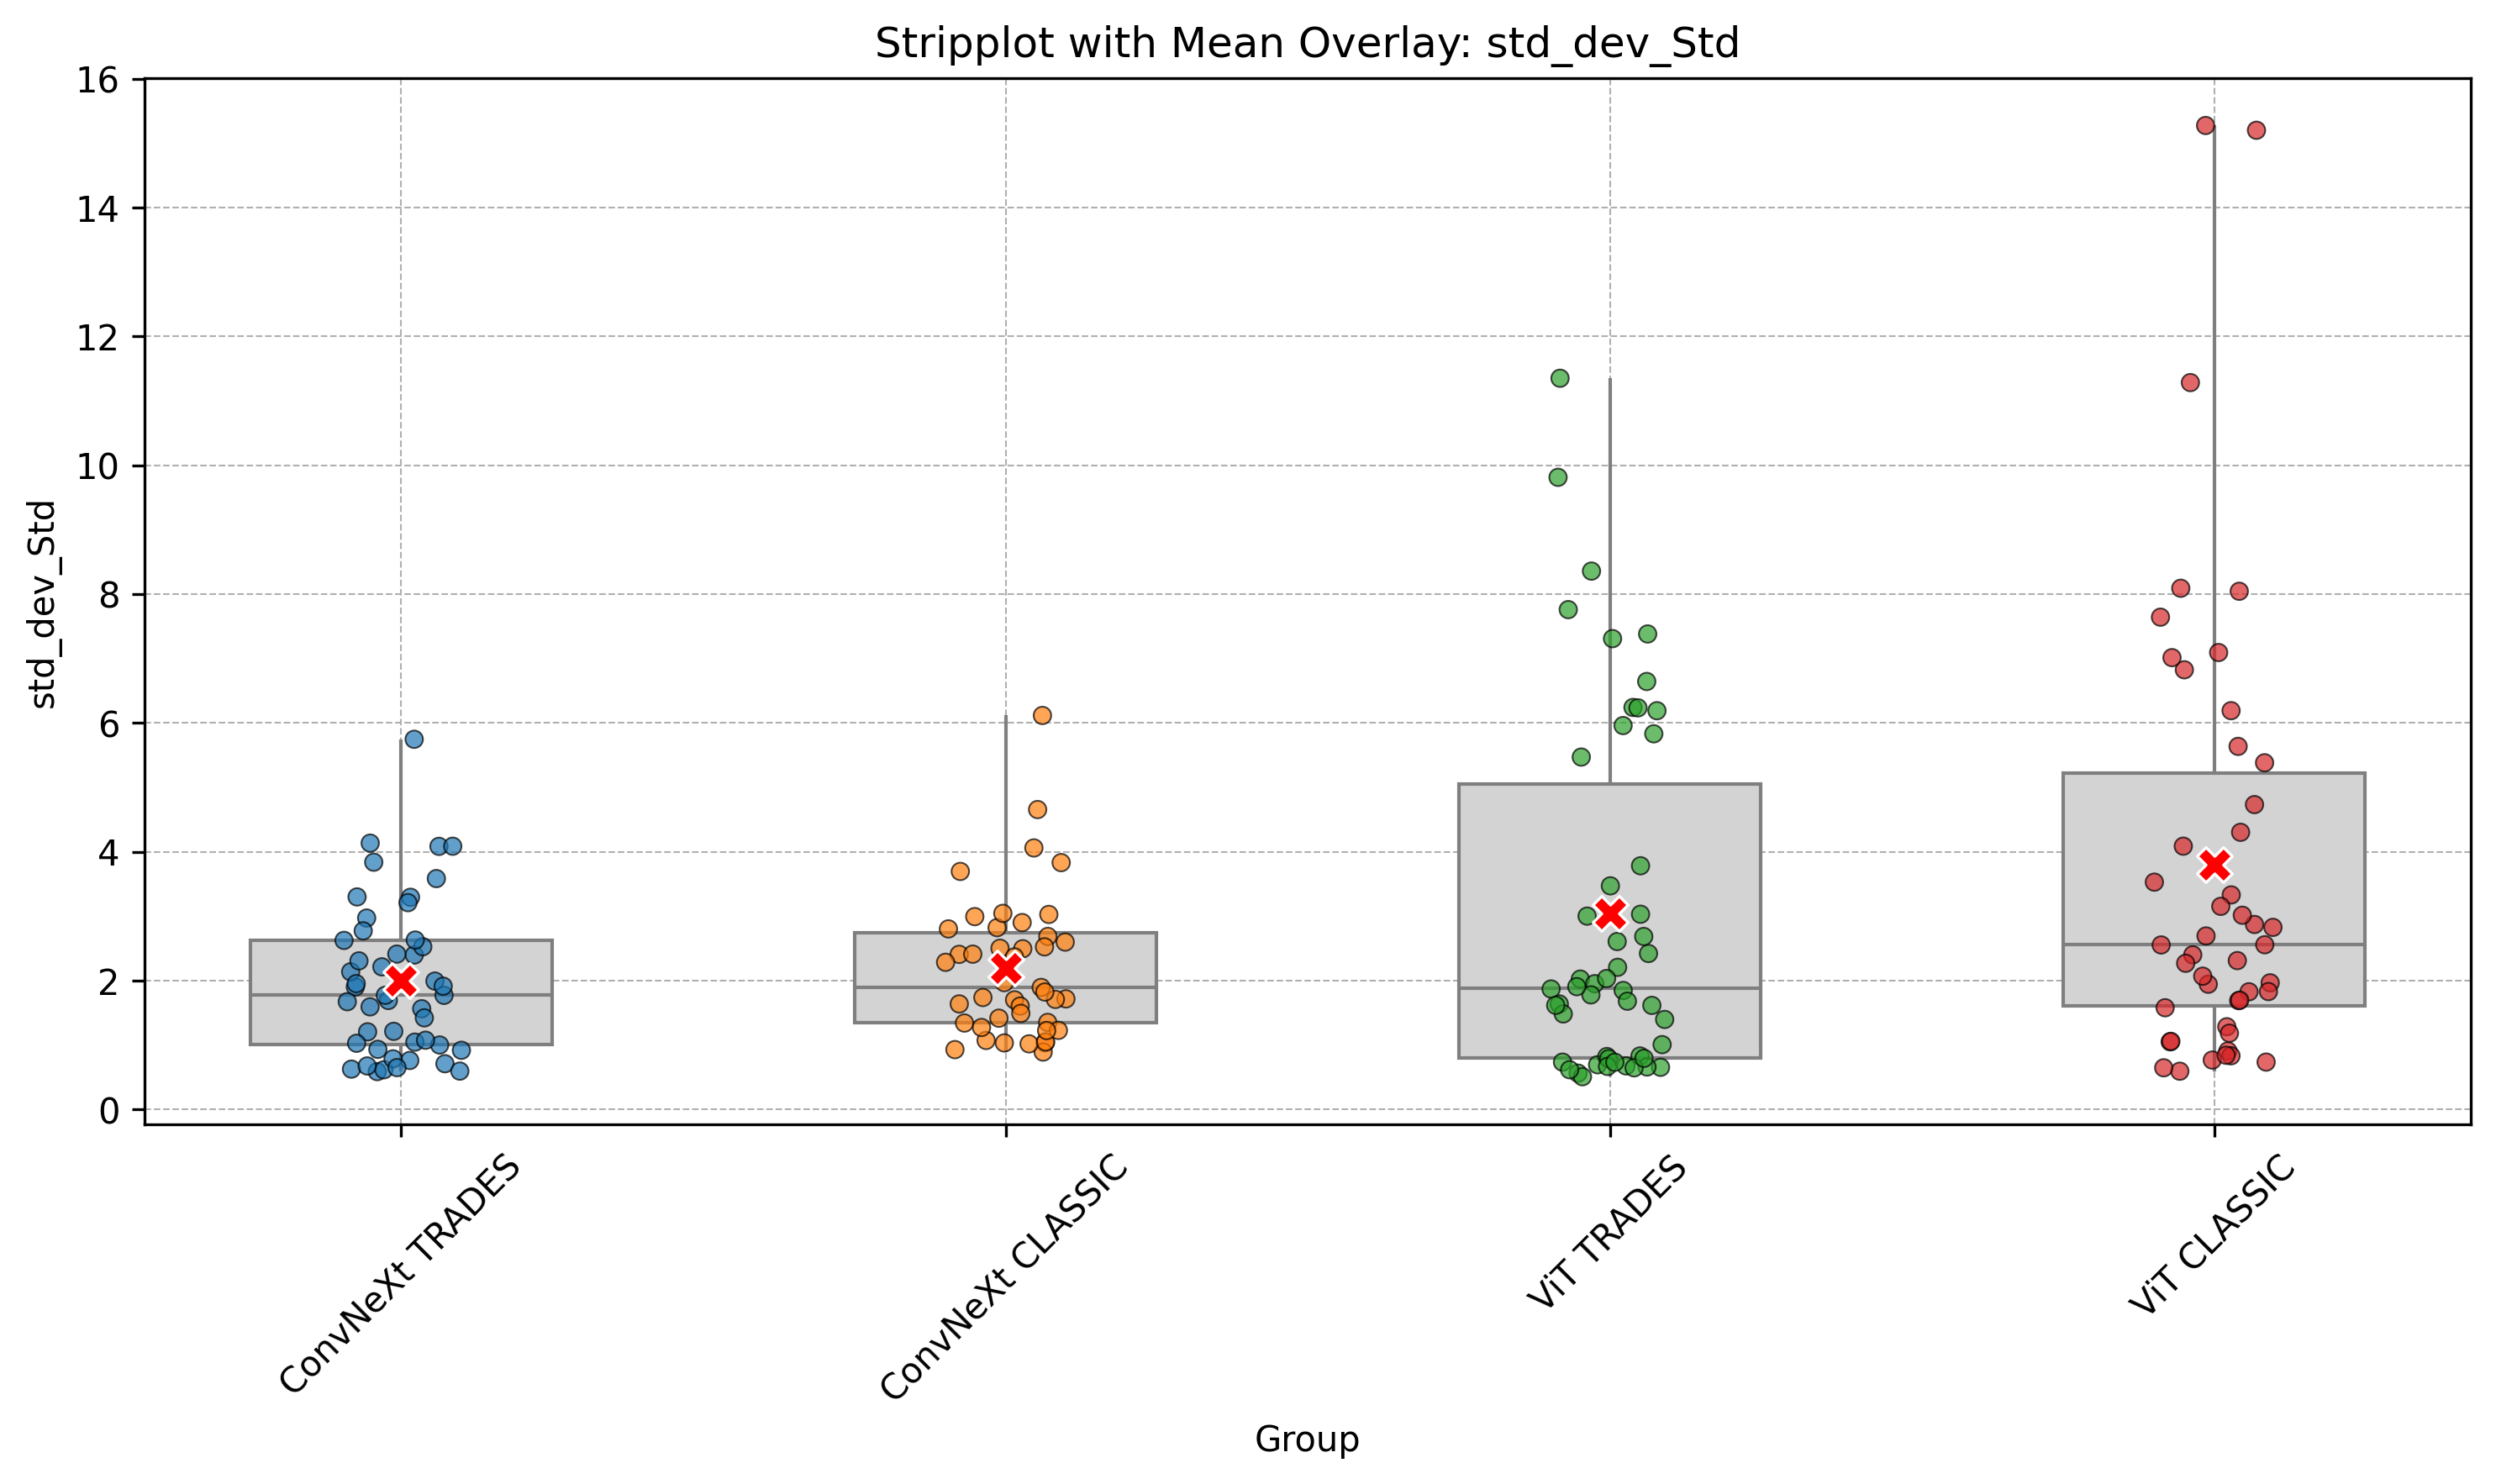 Stripplot with Mean Overlay: std_dev_Std
std_dev_Std
16
14
12
10
8
6
4
2
0
ConvNeXt TRADES
ConvNeXt CLASSIC
ViT TRADES
ViT CLASSIC
Group